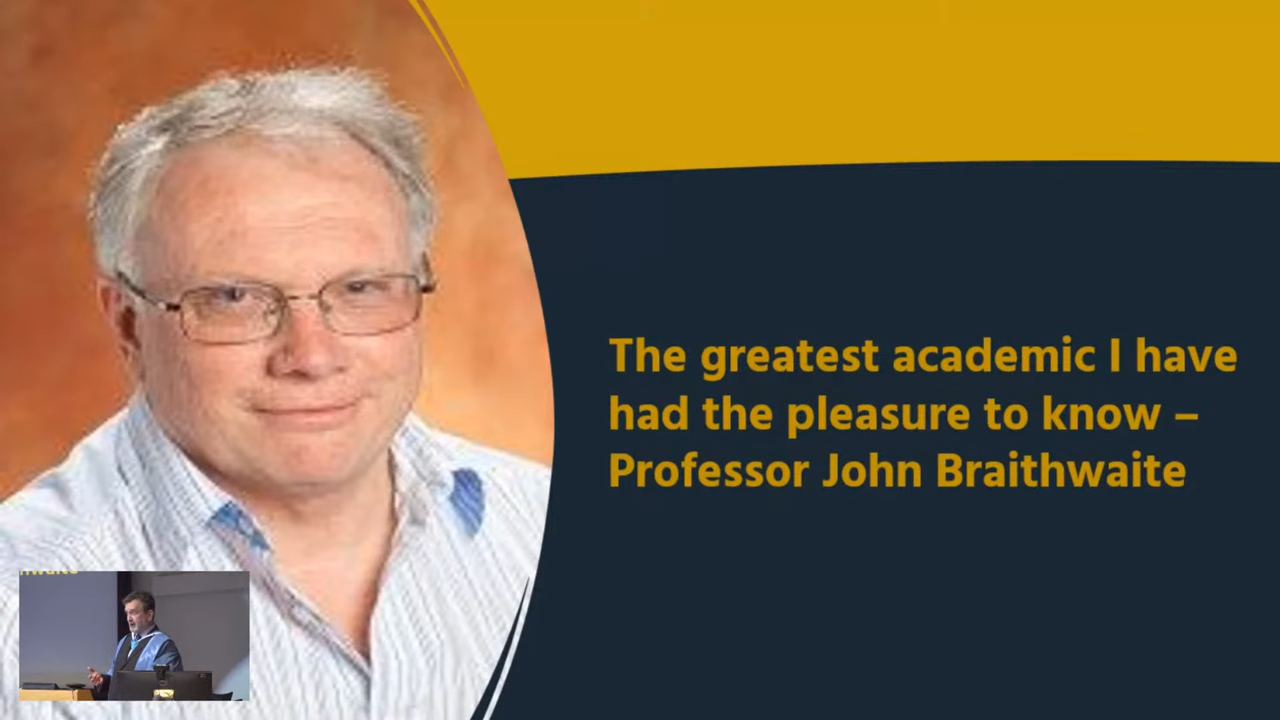 The greatest academic I have
had the pleasure to know –
Professor John Braithwaite